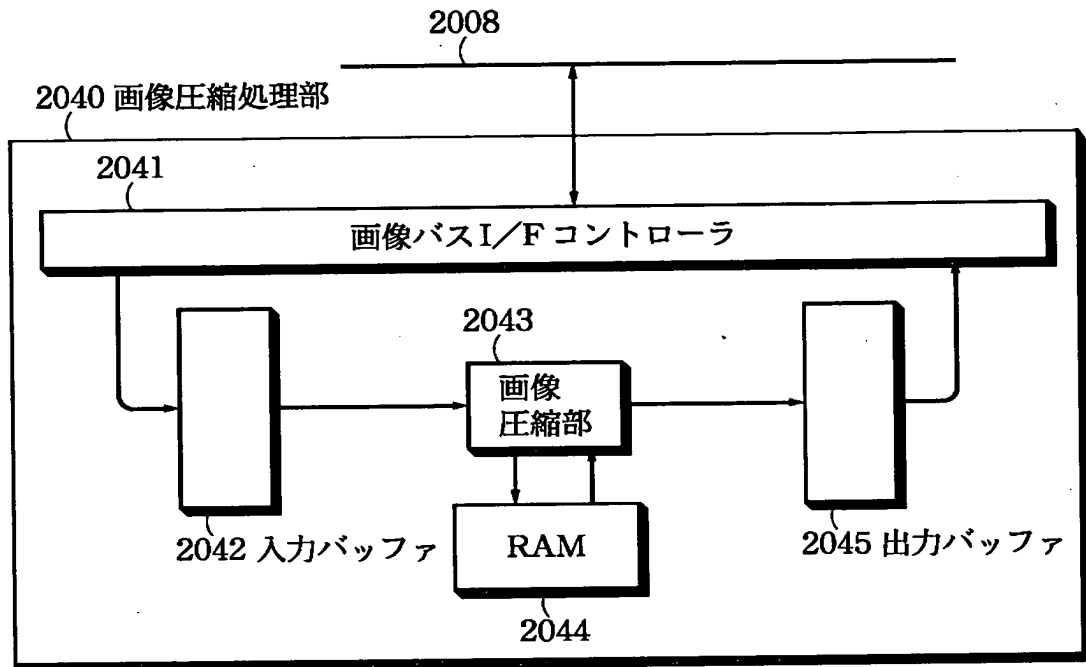 2008
2040 画像圧縮処理部
2041
画像バスI／Fコントローラ
2043
画像
圧縮部
2042 入力バッファ
RAM
2045 出力バッファ
2044